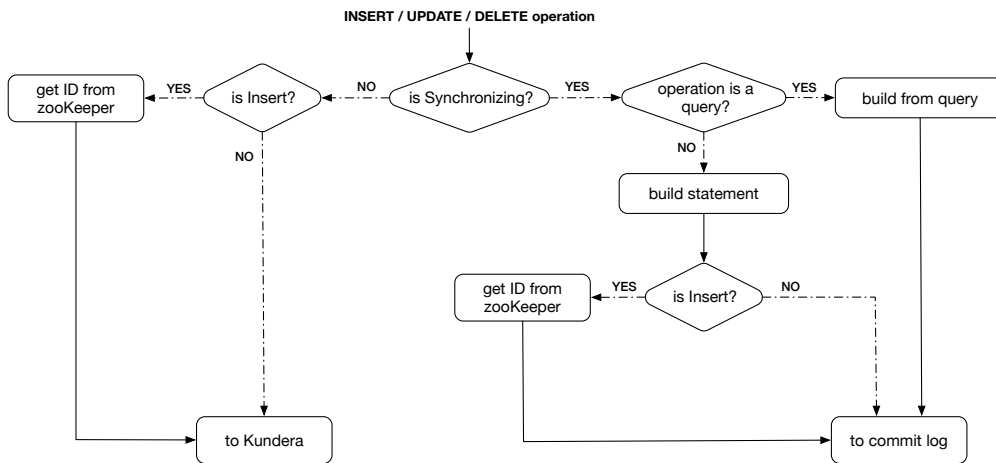 INSERT / UPDATE / DELETE operation
get ID from
zooKeeper
YES
is Insert?
NO
is Synchronizing?
YES
operation is a
query?
YES
build from query
NO
NO
build statement
get ID from
zooKeeper
YES
is Insert?
NO
to Kundera
to commit log